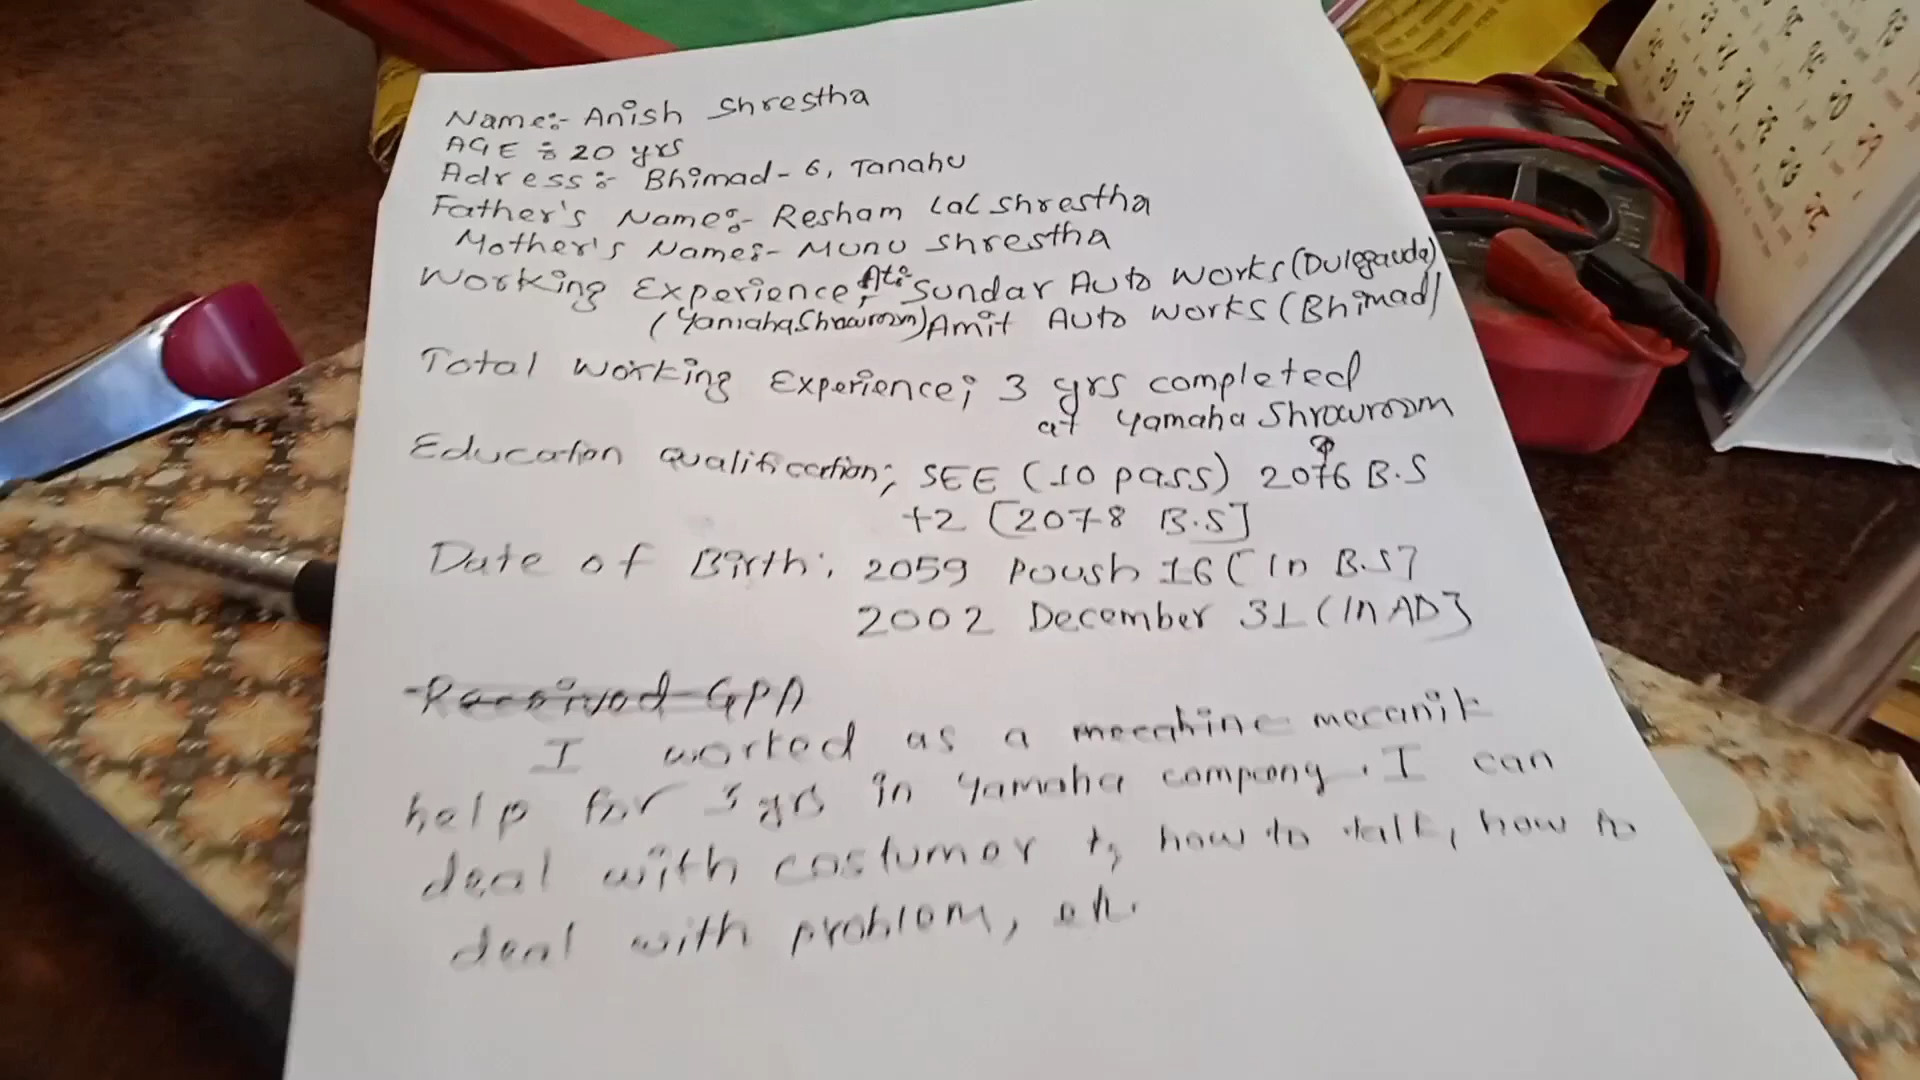 Name:- Anish Shrestha
AGE : 20 yrs
Adress:- Bhimad-6, Tanahu
Father's Name:- Resham Lal Shrestha
Mother's Name:- Munu Shrestha
Working Experience At: Sundar Auto Works (Dulegauda)
(Yamaha Showroom) Amit Auto Works (Bhimad)
Total Working Experience; 3 yrs completed
at Yamaha Shrowroom
Education qualification; SEE (10 pass) 2076 B.S
+2 [2078 B.S]
Date of Birth: 2059 Poush 16 (In B.S]
2002 December 31 (In AD]
Received GPA
I worked as a mecanik
help for 3 yrs in Yamaha company. I can
deal with costumer how to talk, how to
deal with problem, etc.